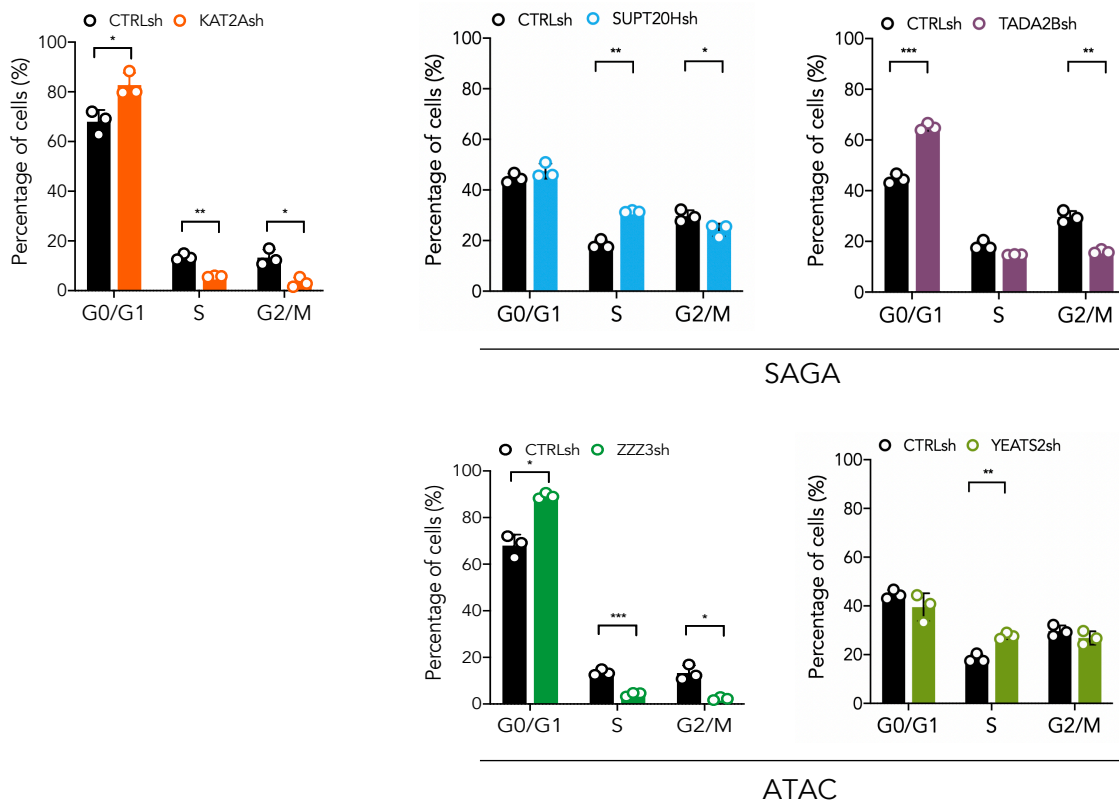 CTRLsh KAT2Ash
Percentage of cells (%)
100
80
60
40
20
0
*
**
*
G0/G1 S G2/M
CTRLsh SUPT20Hsh
Percentage of cells (%)
100
80
60
40
20
0
**
*
G0/G1 S G2/M
CTRLsh TADA2Bsh
Percentage of cells (%)
100
80
60
40
20
0
***
**
G0/G1 S G2/M
SAGA
CTRLsh ZZZ3sh
Percentage of cells (%)
100
80
60
40
20
0
*
***
*
G0/G1 S G2/M
CTRLsh YEATS2sh
Percentage of cells (%)
100
80
60
40
20
0
**
G0/G1 S G2/M
ATAC